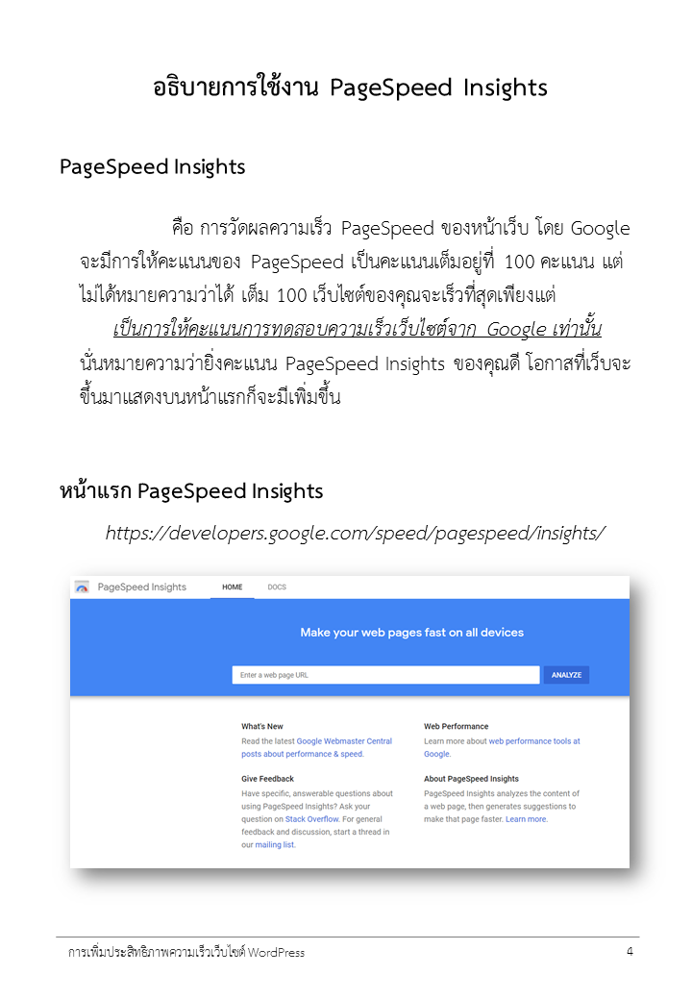 อธิบายการใช้งาน PageSpeed Insights
PageSpeed Insights
คือ การวัดผลความเร็ว PageSpeed ของหน้าเว็บ โดย Google
จะมีการให้คะแนนของ PageSpeed เป็นคะแนนเต็มอยู่ที่ 100 คะแนน แต่
ไม่ได้หมายความว่าได้ เต็ม 100 เว็บไซต์ของคุณจะเร็วที่สุดเพียงแต่
เป็นการให้คะแนนการทดสอบความเร็วเว็บไซต์จาก Google เท่านั้น
นั่นหมายความว่ายิ่งคะแนน PageSpeed Insights ของคุณดี โอกาสที่เว็บจะ
ขึ้นมาแสดงบนหน้าแรกก็จะมีเพิ่มขึ้น
หน้าแรก PageSpeed Insights
https://developers.google.com/speed/pagespeed/insights/
PageSpeed Insights HOME DOCS
Make your web pages fast on all devices
Enter a web page URL ANALYZE
What's New
Read the latest Google Webmaster Central
posts about performance & speed.
Give Feedback
Have specific, answerable questions about
using PageSpeed Insights? Ask your
question on Stack Overflow. For general
feedback and discussion, start a thread in
our mailing list.
Web Performance
Learn more about web performance tools at
Google.
About PageSpeed Insights
PageSpeed Insights analyzes the content of
a web page, then generates suggestions to
make that page faster. Learn more.
การเพิ่มประสิทธิภาพความเร็วเว็บไซต์ WordPress 4